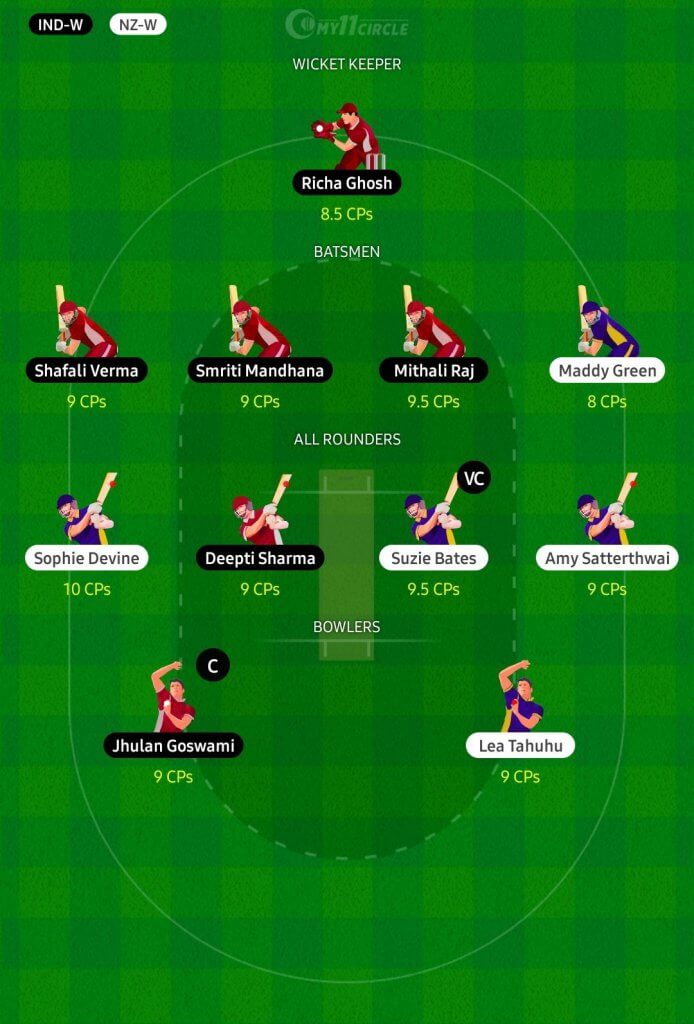 IND-W NZ-W
MY11CIRCLE
WICKET KEEPER
Richa Ghosh
8.5 CPs
BATSMEN
Shafali Verma Smriti Mandhana Mithali Raj Maddy Green
9 CPs 9 CPs 9.5 CPs 8 CPs
ALL ROUNDERS
VC
Sophie Devine Deepti Sharma Suzie Bates Amy Satterthwai
10 CPs 9 CPs 9.5 CPs 9 CPs
BOWLERS
C
Jhulan Goswami Lea Tahuhu
9 CPs 9 CPs